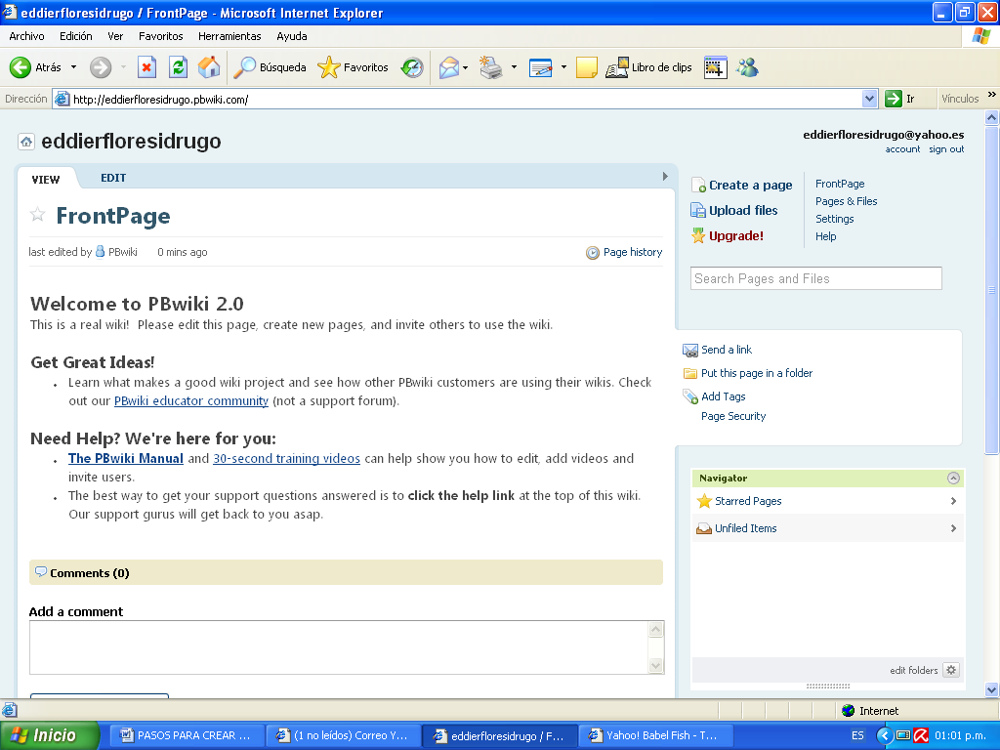 eddierfloresidrugo / FrontPage - Microsoft Internet Explorer
Archivo Edición Ver Favoritos Herramientas Ayuda
Atrás Búsqueda Favoritos Libro de clips
Dirección http://eddierfloresidrugo.pbwiki.com/ Ir Vínculos »
eddierfloresidrugo
eddierfloresidrugo@yahoo.es
account sign out
VIEW EDIT
FrontPage
last edited by PBwiki 0 mins ago Page history
Welcome to PBwiki 2.0
This is a real wiki! Please edit this page, create new pages, and invite others to use the wiki.
Get Great Ideas!
• Learn what makes a good wiki project and see how other PBwiki customers are using their wikis. Check
out our PBwiki educator community (not a support forum).
Need Help? We're here for you:
• The PBwiki Manual and 30-second training videos can help show you how to edit, add videos and
invite users.
• The best way to get your support questions answered is to click the help link at the top of this wiki.
Our support gurus will get back to you asap.
Comments (0)
Add a comment
Create a page
Upload files
Upgrade!
FrontPage
Pages & Files
Settings
Help
Search Pages and Files
Send a link
Put this page in a folder
Add Tags
Page Security
Navigator
Starred Pages
Unfiled Items
edit folders
Internet
Inicio PASOS PARA CREAR ... (1 no leídos) Correo Y... eddierfloresidrugo / F... Yahoo! Babel Fish - T... ES 01:01 p.m.